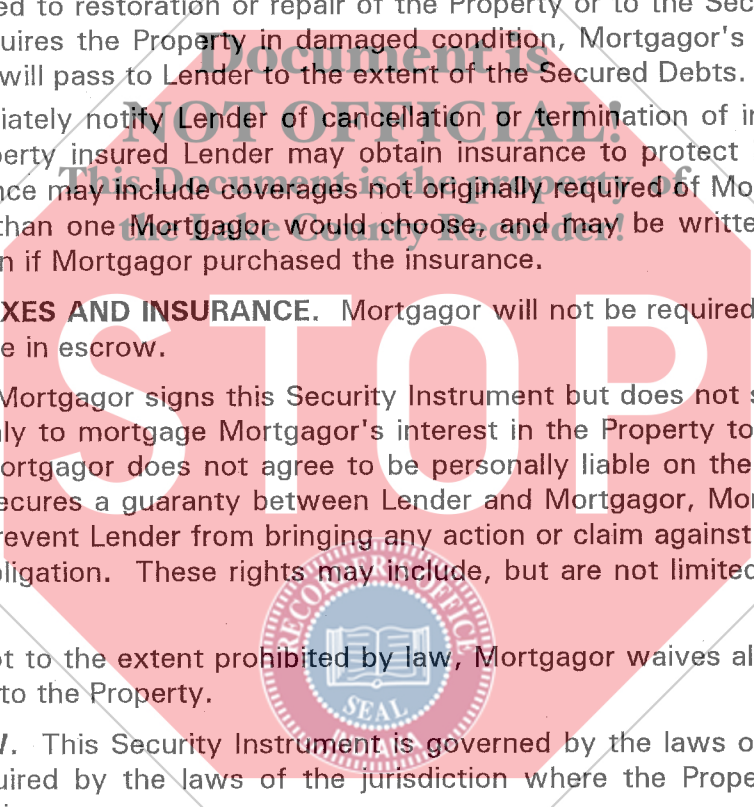 ed to restoration or repair of the Property or to the Sec
uires the Property in damaged condition, Mortgagor's
will pass to Lender to the extent of the Secured Debts.
iately notify Lender of cancellation or termination of i
perty insured Lender may obtain insurance to protect
nce may include coverages not originally required of Mo
than one Mortgagor would choose, and may be writte
n if Mortgagor purchased the insurance.
XES AND INSURANCE. Mortgagor will not be required
e in escrow.
Mortgagor signs this Security Instrument but does not s
ly to mortgage Mortgagor's interest in the Property to
ortgagor does not agree to be personally liable on the
ecures a guaranty between Lender and Mortgagor, Mo
revent Lender from bringing any action or claim against
bligation. These rights may include, but are not limited
t to the extent prohibited by law, Mortgagor waives al
to the Property.
. This Security Instrument is governed by the laws o
uired by the laws of the jurisdiction where the Prope
Document is
NOT OFFICIAL!
This Document is the property of
the Lake County Recorder!
STOP
RECORDER'S OFFICE
SEAL
INDIANA